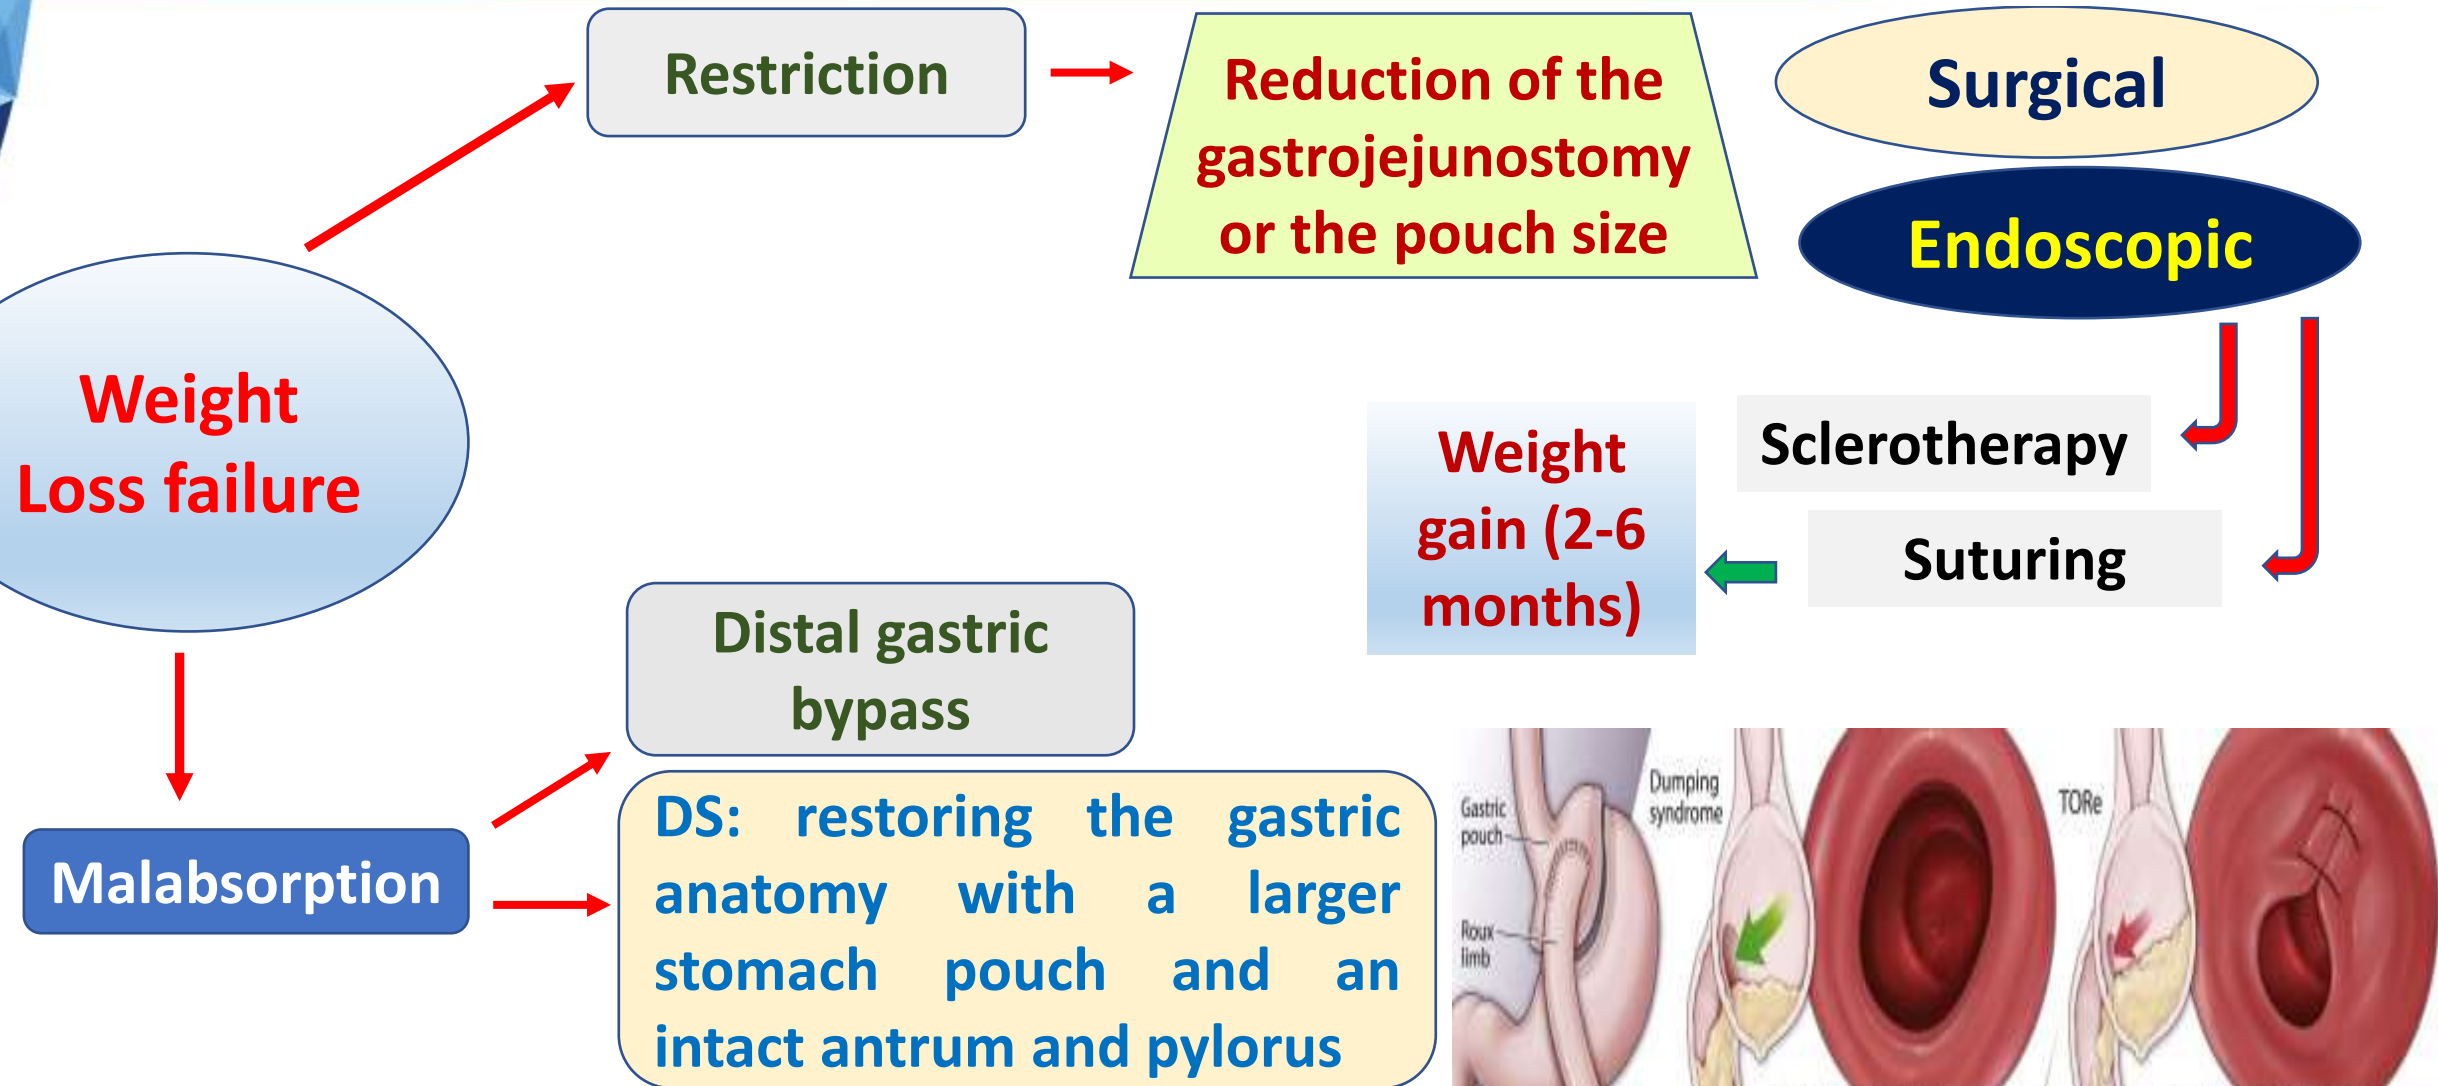 Restriction
Reduction of the
gastrojejunostomy
or the pouch size
Surgical
Endoscopic
Weight
Loss failure
Sclerotherapy
Suturing
Weight
gain (2-6
months)
Distal gastric
bypass
Malabsorption
DS: restoring the gastric
anatomy with a larger
stomach pouch and an
intact antrum and pylorus
Gastric
pouch
Roux
limb
Dumping
syndrome
TORe